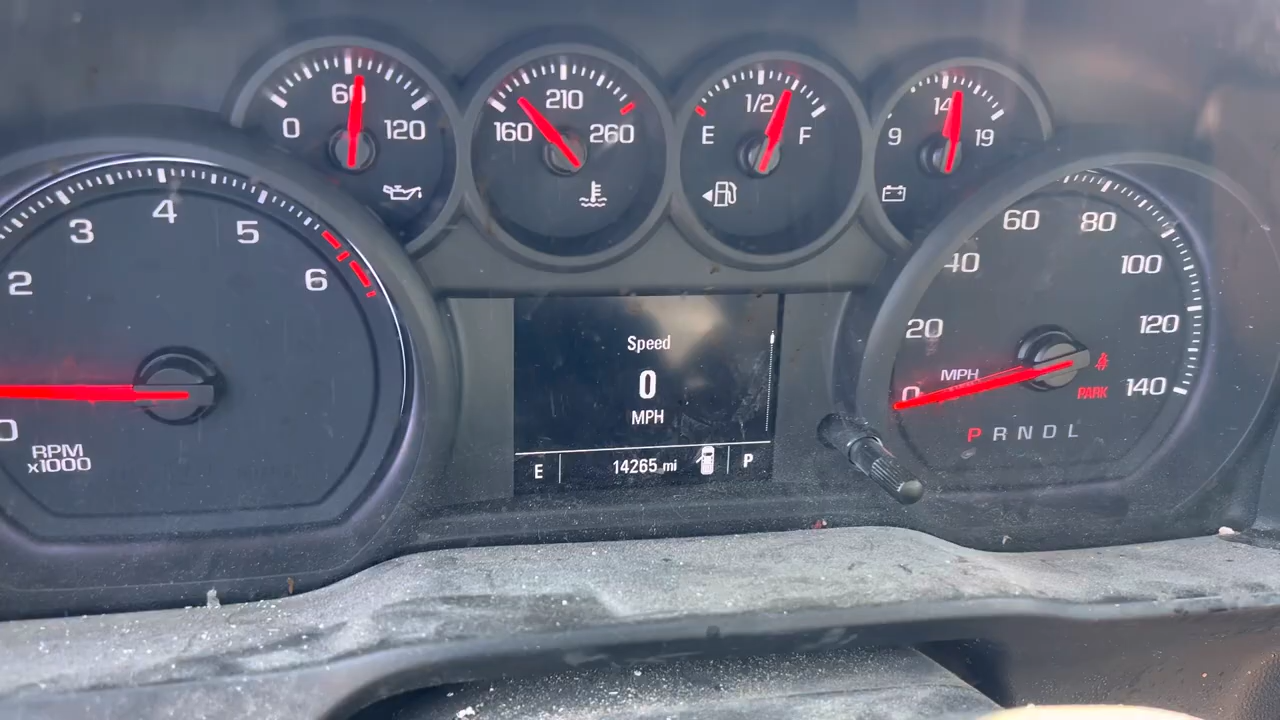 0 60 120
160 210 260
E 1/2 F
9 14 19
0 2 3 4 5 6
RPM
x1000
Speed
0
MPH
E 14265 mi P
0 20 40 60 80 100 120 140
MPH
PARK
P R N D L